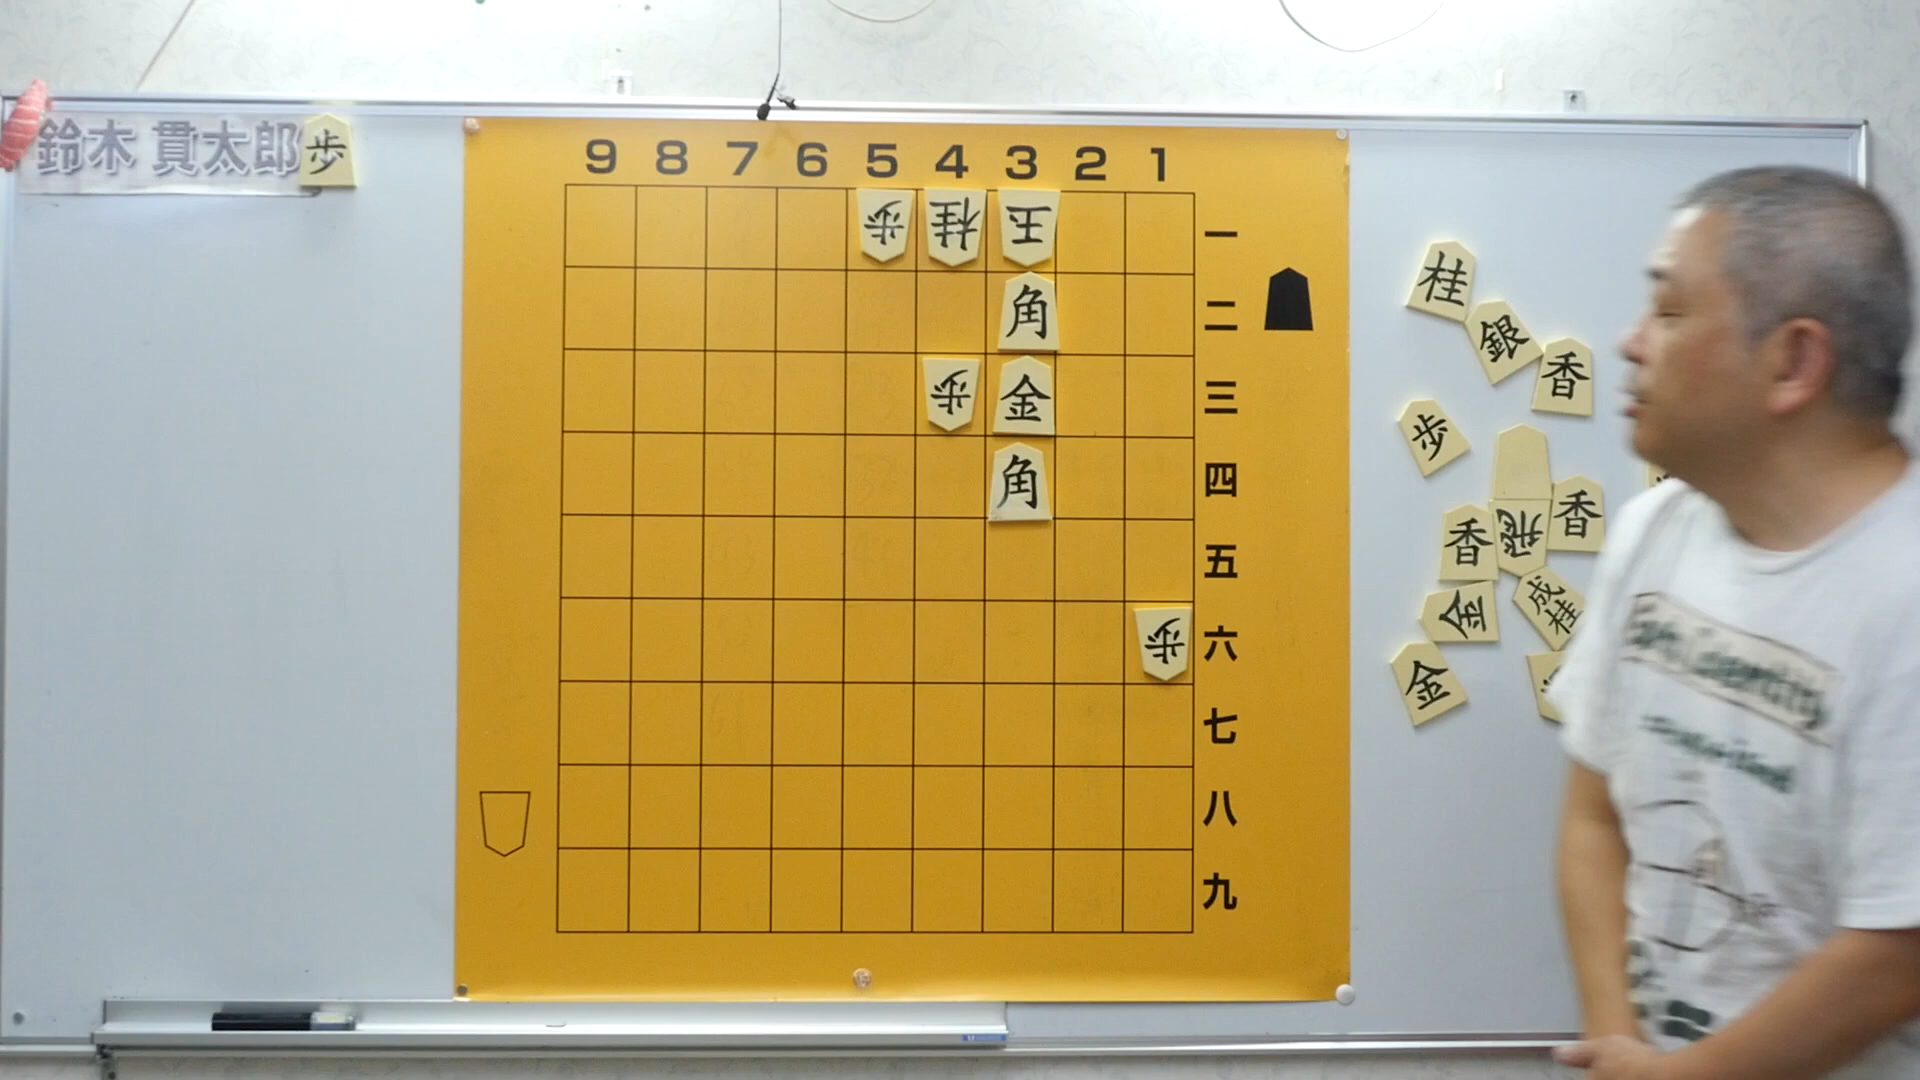 鈴木 貫太郎 歩
9 8 7 6 5 4 3 2 1
歩 桂 玉 一
角 二
歩 金 三
角 四
五
歩 六
七
八
九
桂
銀
香
歩
香 飛 香
金 成桂
金